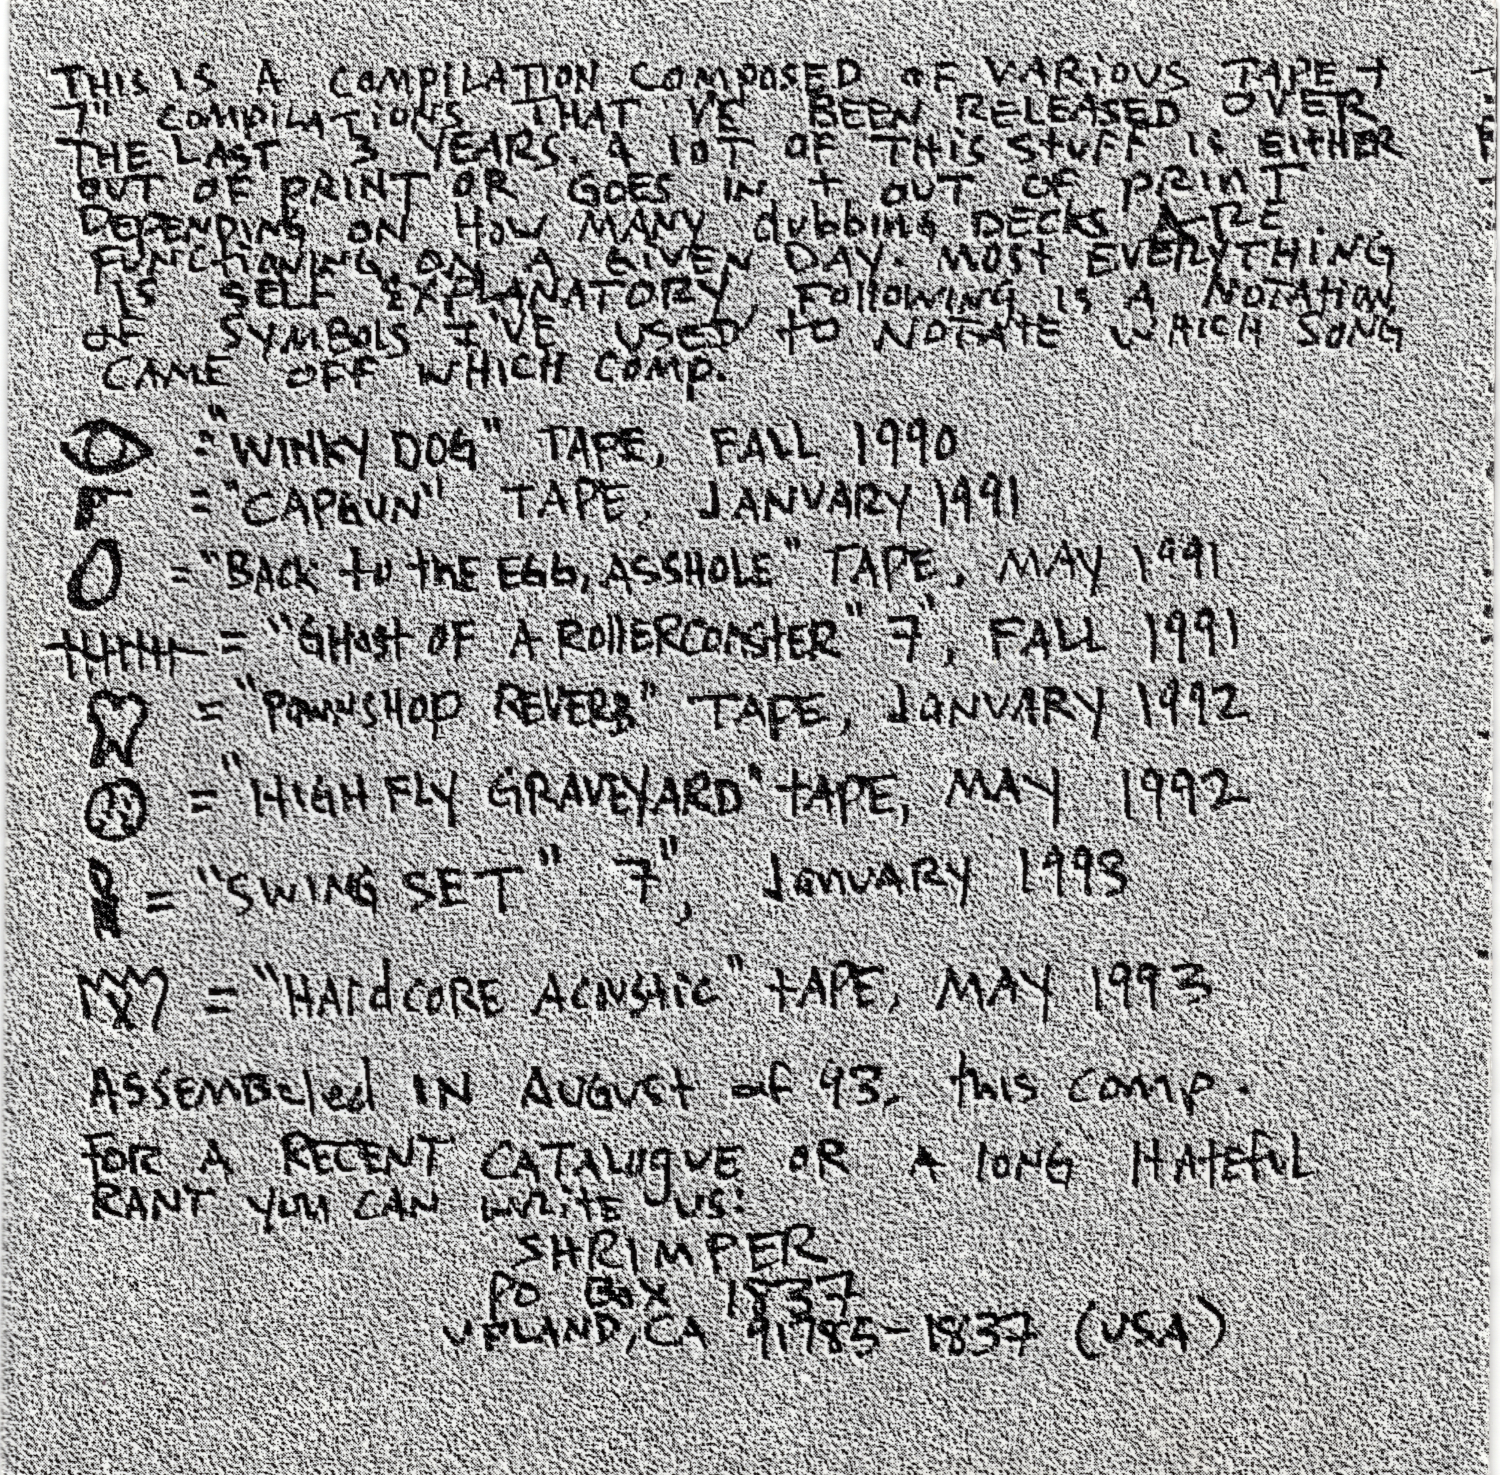 THIS IS A COMPILATION COMPOSED OF VARIOUS TAPE +
7" COMPILATIONS THAT 'VE BEEN RELEASED OVER
THE LAST 3 YEARS. A LOT OF THIS STUFF IS EITHER
OUT OF PRINT OR GOES IN + OUT OF PRINT
DEPENDING ON HOW MANY dubbing DECKS ARE
FUNCTIONING ON A GIVEN DAY. MOST EVERYTHING
IS SELF EXPLANATORY, FOLLOWING IS A NOTATION
OF SYMBOLS I'VE USED TO NOTATE WHICH SONG
CAME OFF WHICH COMP.
= "WINKY DOG" TAPE, FALL 1990
= "CAPGUN" TAPE, JANUARY 1991
= "BACK to the EGG, ASSHOLE" TAPE, MAY 1991
= "GHOST OF A ROLLERCOASTER" 7", FALL 1991
= "PAWNSHOP REVERB" TAPE, JANUARY 1992
= "HIGH FLY GRAVEYARD" tAPE, MAY 1992
= "SWING SET" 7", JANUARY 1993
= "HARdCORE ACOUSTIC" tAPE, MAY 1993
ASSEMBLed IN AUGUST of 93, this comp.
FOR A RECENT CATALOgUE OR A LONG HATEFUL
RANT YOU CAN WRITE US:
SHRIMPER
PO BOX 1837
UPLAND, CA 91785-1837 (USA)